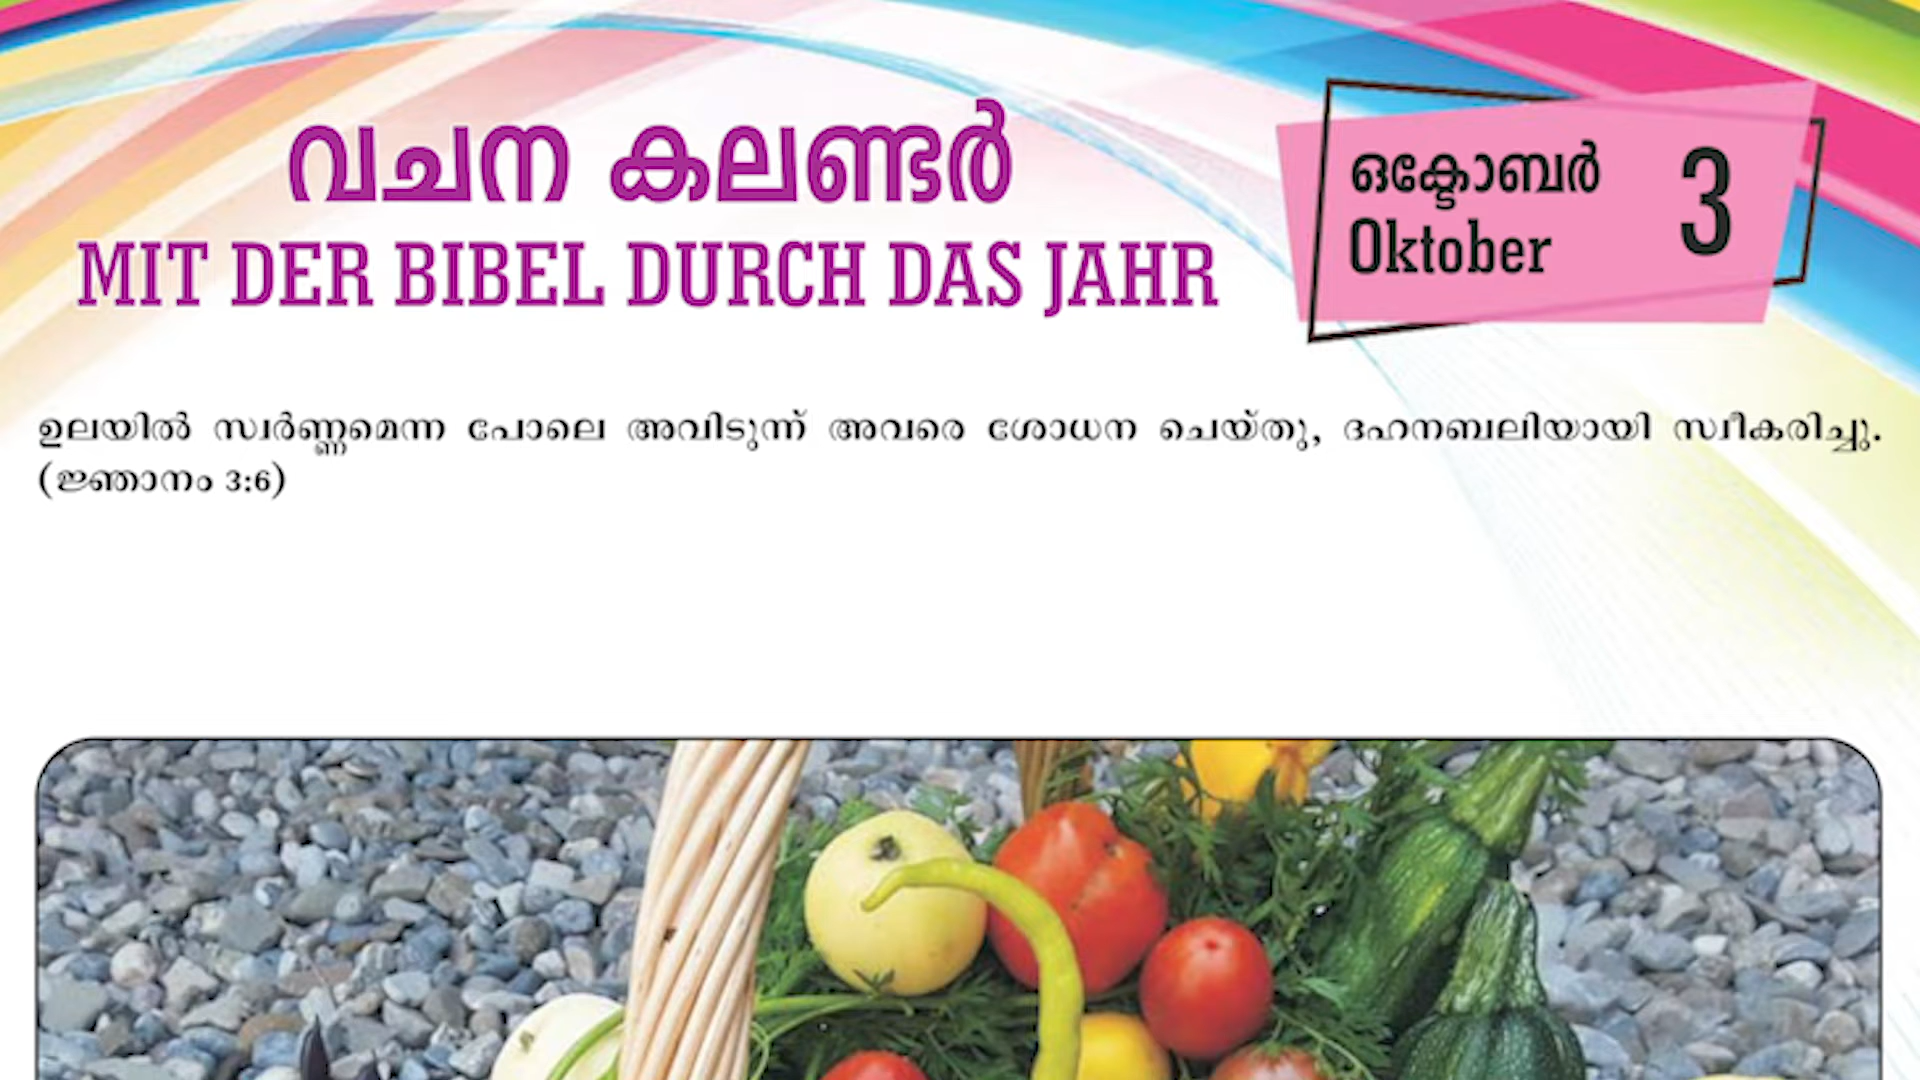 വചന കലണ്ടർ
MIT DER BIBEL DURCH DAS JAHR
ഒക്ടോബർ 3
Oktober
ഉലയിൽ സ്വർണ്ണമെന്ന പോലെ അവിടുന്ന് അവരെ ശോധന ചെയ്തു, ദഹനബലിയായി സ്വീകരിച്ചു.
(ജ്ഞാനം 3:6)